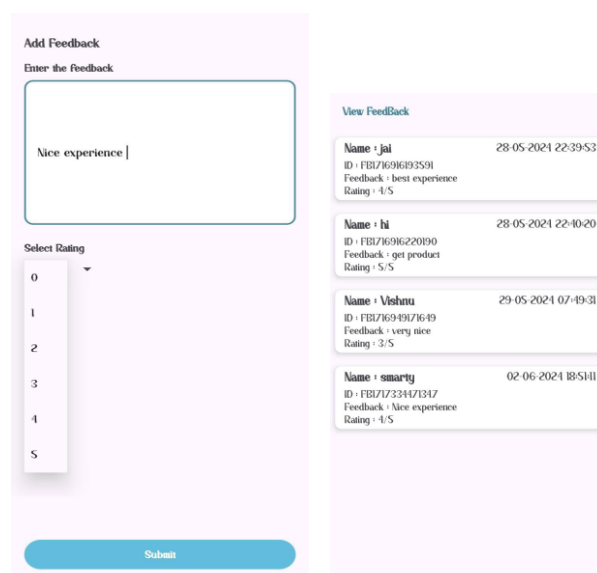 Add Feedback
Enter the feedback
Nice experience
Select Rating
0
1
2
3
4
5
Submit
View FeedBack
Name : jai 28-05-2024 22:39:53
ID : FB1716916193591
Feedback : best experience
Rating : 4/5
Name : hi 28-05-2024 22:40:20
ID : FB1716916220190
Feedback : get product
Rating : 5/5
Name : Vishnu 29-05-2024 07:49:31
ID : FB1716949171649
Feedback : very nice
Rating : 3/5
Name : smarty 02-06-2024 18:51:11
ID : FB1717334471347
Feedback : Nice experience
Rating : 4/5